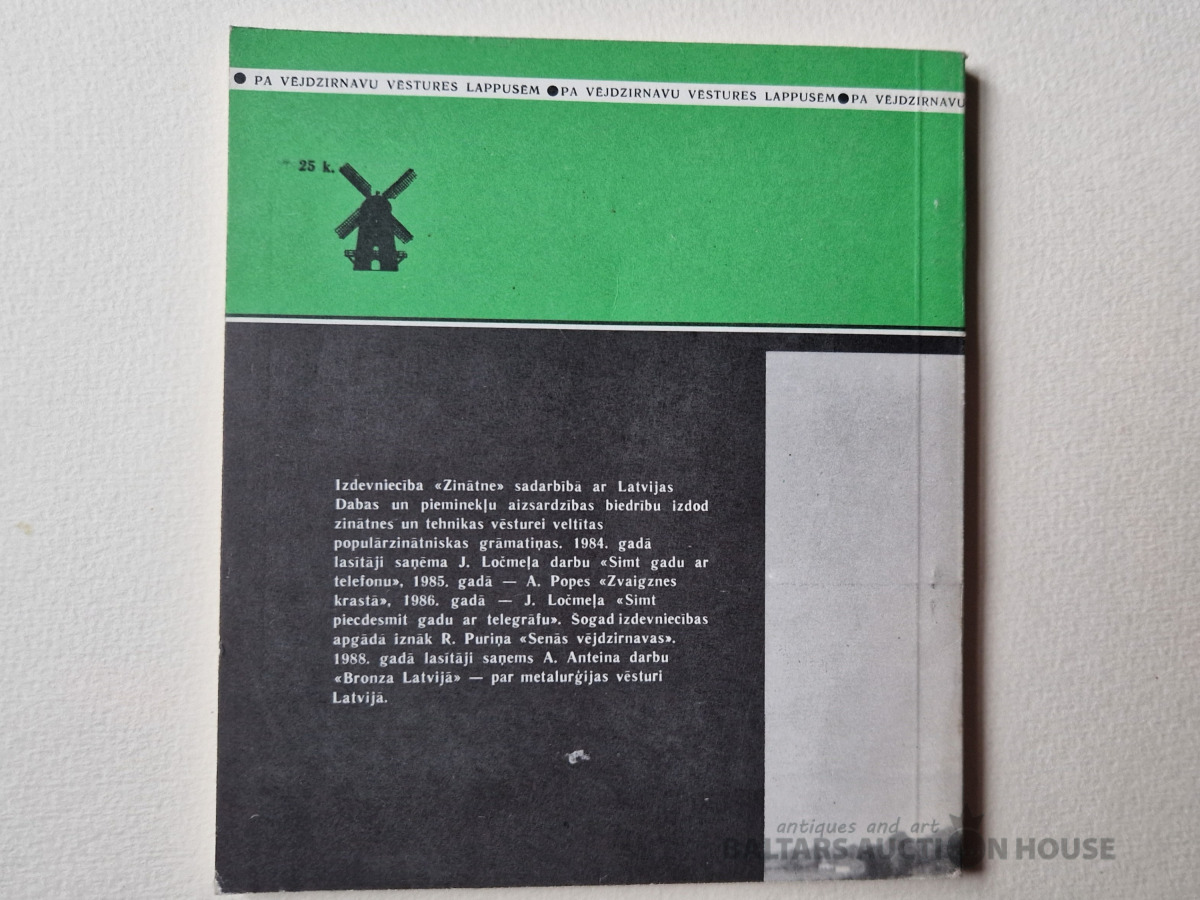 ● PA VĒJDZIRNAVU VĒSTURES LAPPUSĒM ● PA VĒJDZIRNAVU VĒSTURES LAPPUSĒM ● PA VĒJDZIRNAVU
25 k.
Izdevniecība «Zinātne» sadarbībā ar Latvijas
Dabas un pieminekļu aizsardzības biedrību izdod
zinātnes un tehnikas vēsturei veltītas
populārzinātniskas grāmatiņas. 1984. gadā
lasītāji saņēma J. Ločmeļa darbu «Simt gadu ar
telefonu», 1985. gadā — A. Popes «Zvaigznes
krastā», 1986. gadā — J. Ločmeļa «Simt
piecdesmit gadu ar telegrāfu». Šogad izdevniecības
apgādā iznāk R. Puriņa «Senās vējdzirnavas».
1988. gadā lasītāji saņems A. Anteina darbu
«Bronza Latvijā» — par metalurģijas vēsturi
Latvijā.
antiques and art
BALTARS AUCTION HOUSE